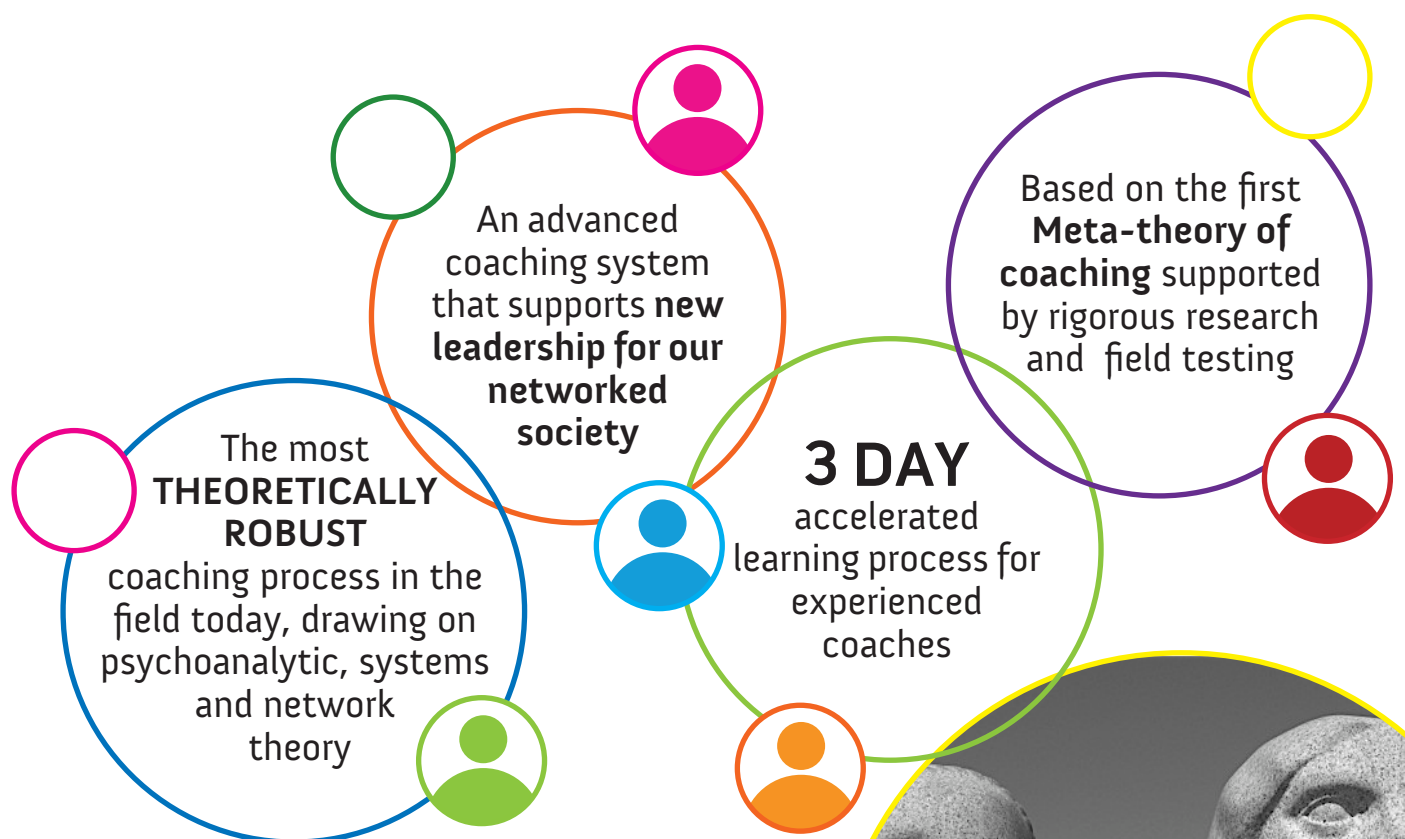 The most
THEORETICALLY
ROBUST
coaching process in the
field today, drawing on
psychoanalytic, systems
and network
theory
An advanced
coaching system
that supports new
leadership for our
networked
society
3 DAY
accelerated
learning process for
experienced
coaches
Based on the first
Meta-theory of
coaching supported
by rigorous research
and field testing